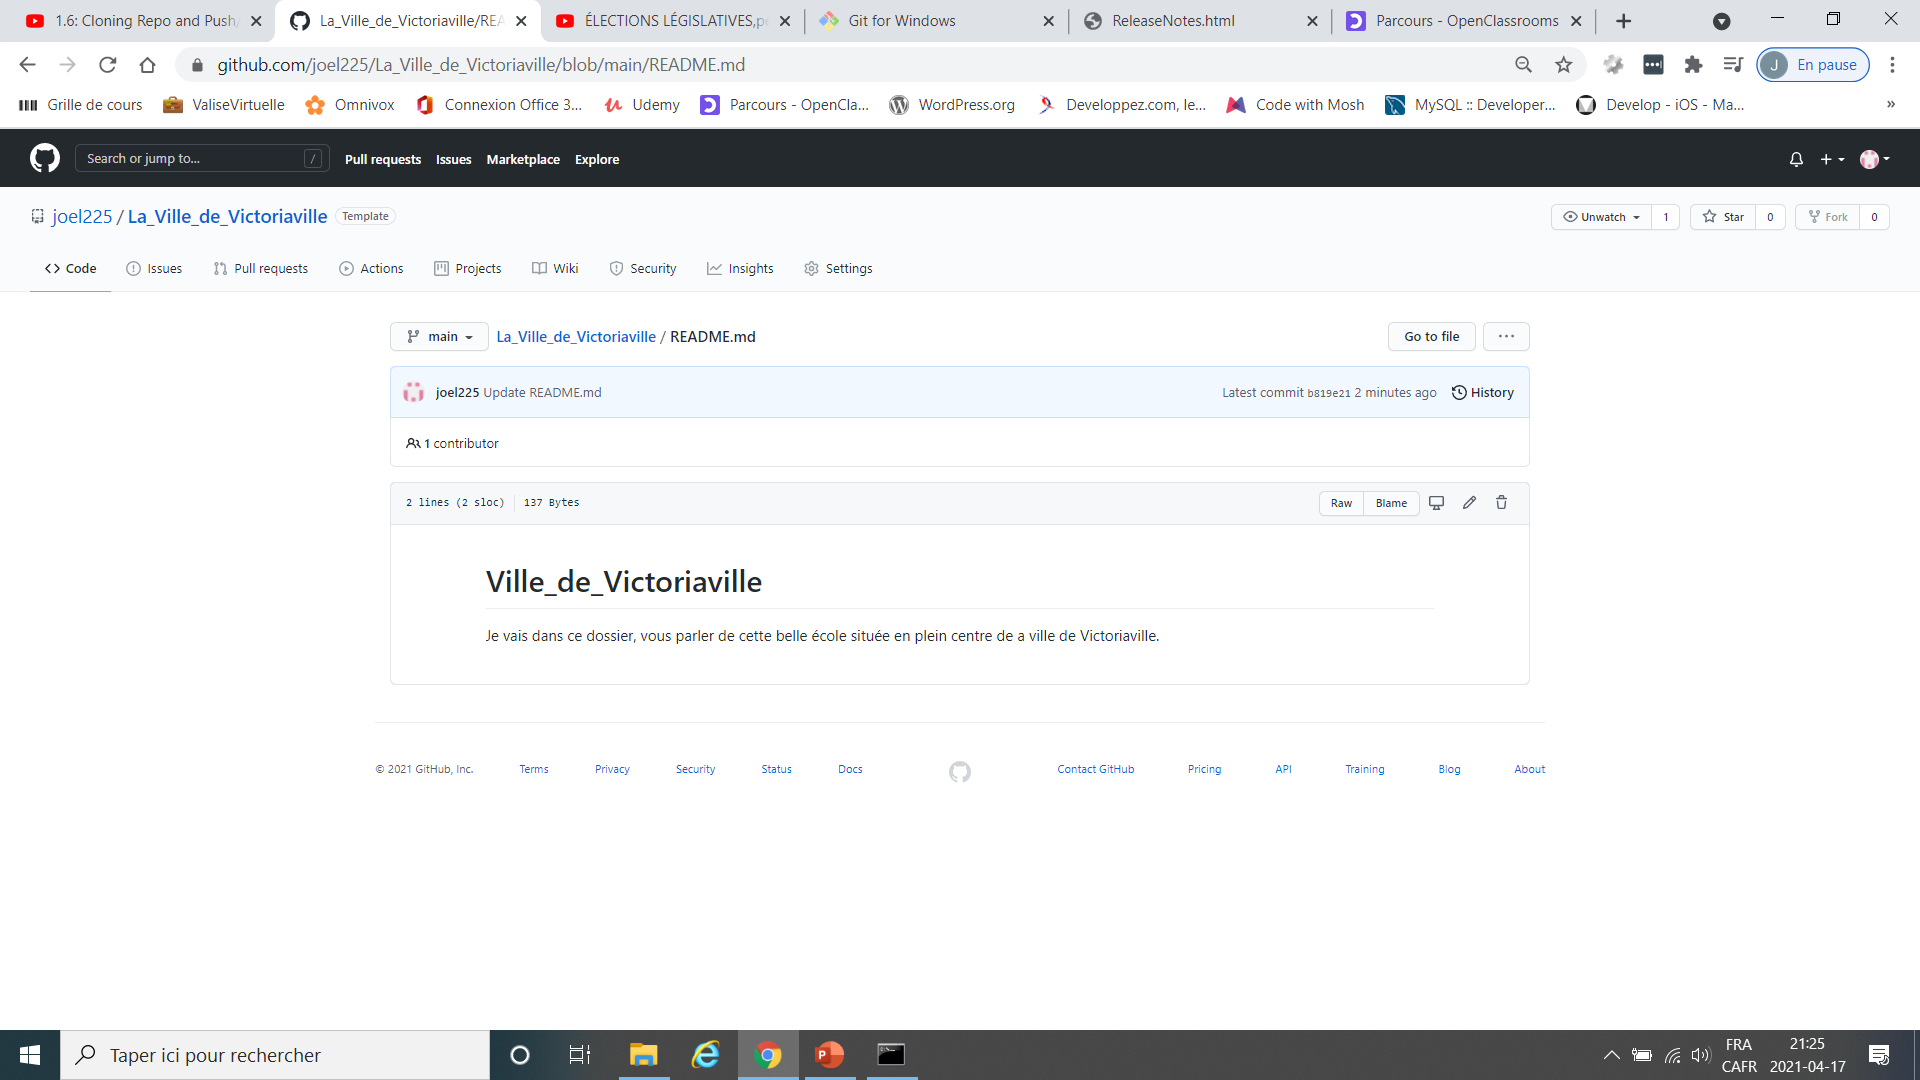 1.6: Cloning Repo and Push/
La_Ville_de_Victoriaville/REA
ÉLECTIONS LÉGISLATIVES,p
Git for Windows
ReleaseNotes.html
Parcours - OpenClassrooms
github.com/joel225/La_Ville_de_Victoriaville/blob/main/README.md
J En pause
Grille de cours
ValiseVirtuelle
Omnivox
Connexion Office 3...
Udemy
Parcours - OpenCla...
WordPress.org
Developpez.com, le...
Code with Mosh
MySQL :: Developer...
Develop - iOS - Ma...
»
Search or jump to... /
Pull requests Issues Marketplace Explore
joel225 / La_Ville_de_Victoriaville Template
Unwatch 1 Star 0 Fork 0
Code Issues Pull requests Actions Projects Wiki Security Insights Settings
main La_Ville_de_Victoriaville / README.md Go to file ...
joel225 Update README.md Latest commit b819e21 2 minutes ago History
1 contributor
2 lines (2 sloc) 137 Bytes Raw Blame
Ville_de_Victoriaville
Je vais dans ce dossier, vous parler de cette belle école située en plein centre de a ville de Victoriaville.
© 2021 GitHub, Inc. Terms Privacy Security Status Docs Contact GitHub Pricing API Training Blog About
Taper ici pour rechercher
FRA 21:25
CAFR 2021-04-17